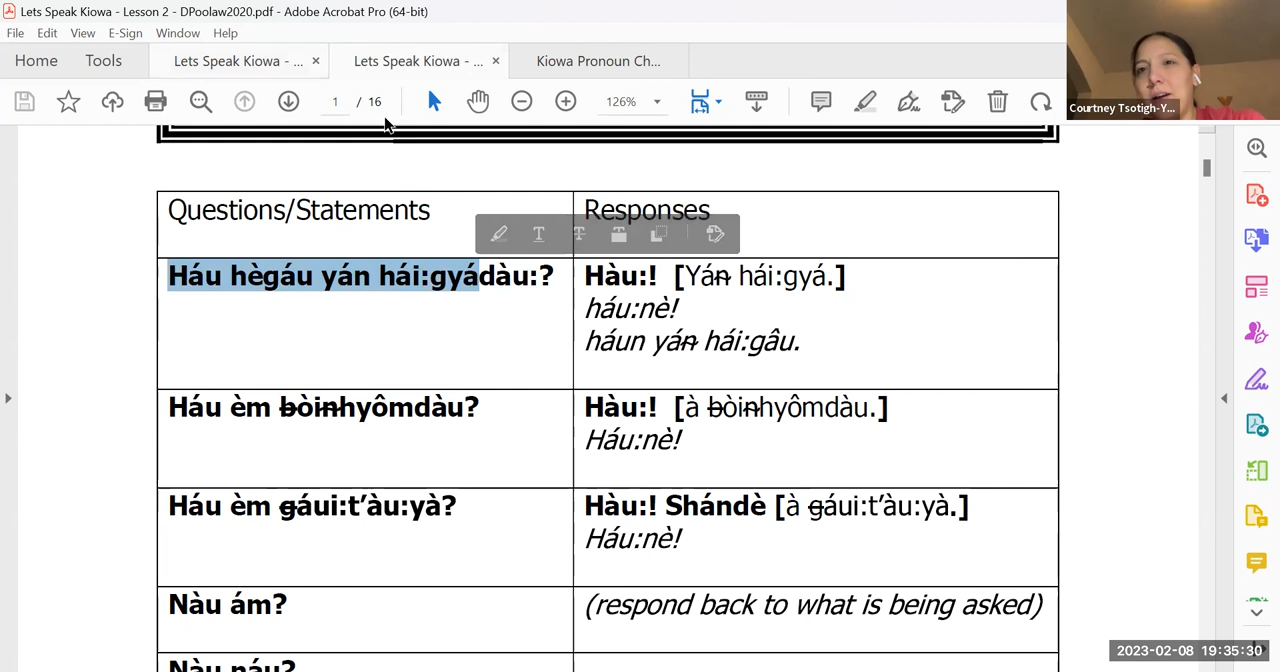 Lets Speak Kiowa - Lesson 2 - DPoolaw2020.pdf - Adobe Acrobat Pro (64-bit)
File Edit View E-Sign Window Help
Home Tools Lets Speak Kiowa - ... × Lets Speak Kiowa - ... × Kiowa Pronoun Ch...
1 / 16 126%
Courtney Tsotigh-Y...
Questions/Statements Responses
Háu hègáu yán hái:gyádàu:? Hàu:! [Yán hái:gyá.]
háu:nè!
háun yán hái:gâu.
Háu èm bòinhyômdàu? Hàu:! [à bòinhyômdàu.]
Háu:nè!
Háu èm gáui:t’àu:yà? Hàu:! Shándè [à gáui:t’àu:yà.]
Háu:nè!
Nàu ám? (respond back to what is being asked)
Nàu náu?
2023-02-08 19:35:30